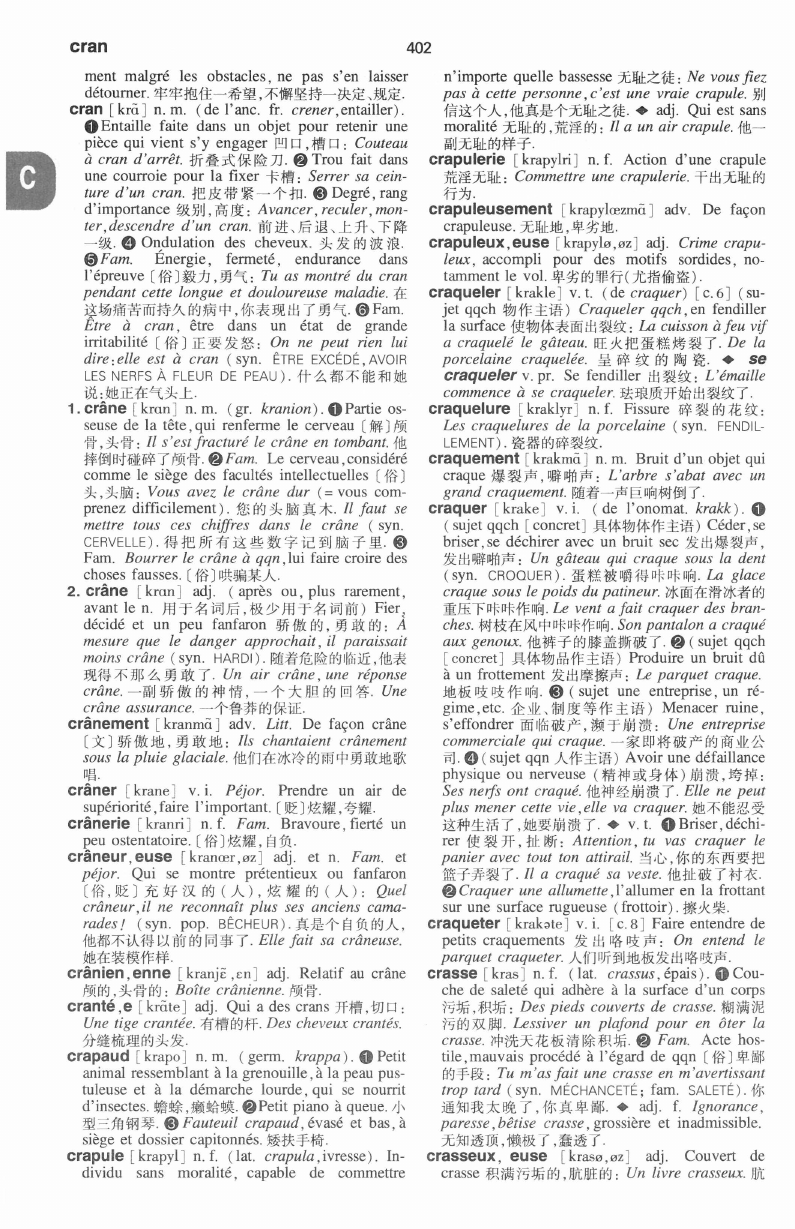 cran
402
C
ment malgré les obstacles, ne pas s'en laisser
détourner. 牢牢抱住一希望,不懈坚持一决定、规定.
cran [krɑ̃] n. m. (de l'anc. fr. crener,entailler).
❶Entaille faite dans un objet pour retenir une
pièce qui vient s'y engager 凹口,槽口: Couteau
à cran d'arrêt. 折叠式保险刀. ❷Trou fait dans
une courroie pour la fixer 卡槽: Serrer sa cein-
ture d'un cran. 把皮带紧一个扣. ❸Degré, rang
d'importance 级别,高度: Avancer, reculer, mon-
ter,descendre d'un cran. 前进、后退、上升、下降
一级. ❹ Ondulation des cheveux. 头发的波浪.
❺Fam. Énergie, fermeté, endurance dans
l'épreuve [俗]毅力,勇气: Tu as montré du cran
pendant cette longue et douloureuse maladie. 在
这场痛苦而持久的病中,你表现出了勇气. ❻Fam.
Être à cran, être dans un état de grande
irritabilité [俗]正要发怒: On ne peut rien lui
dire:elle est à cran (syn. ÊTRE EXCÉDÉ, AVOIR
LES NERFS À FLEUR DE PEAU). 什么都不能和她
说:她正在气头上.
1. crâne [krɑn] n. m. (gr. kranion). ❶Partie os-
seuse de la tête,qui renferme le cerveau [解]颅
骨,头骨: Il s'est fracturé le crâne en tombant. 他
摔倒时碰碎了颅骨. ❷Fam. Le cerveau,considéré
comme le siège des facultés intellectuelles [俗]
头,头脑: Vous avez le crâne dur (= vous com-
prenez difficilement). 您的头脑真木. Il faut se
mettre tous ces chiffres dans le crâne (syn.
CERVELLE). 得把所有这些数字记到脑子里. ❸
Fam. Bourrer le crâne à qqn,lui faire croire des
choses fausses. [俗]哄骗某人.
2. crâne [krɑn] adj. (après ou, plus rarement,
avant le n. 用于名词后,极少用于名词前) Fier,
décidé et un peu fanfaron 骄傲的,勇敢的: À
mesure que le danger approchait, il paraissait
moins crâne (syn. HARDI). 随着危险的临近,他表
现得不那么勇敢了. Un air crâne,une réponse
crâne. 一副骄傲的神情,一个大胆的回答. Une
crâne assurance. 一个鲁莽的保证.
crânement [kranmɑ̃] adv. Litt. De façon crâne
[文]骄傲地,勇敢地: Ils chantaient crânement
sous la pluie glaciale. 他们在冰冷的雨中勇敢地歌
唱.
crâner [krane] v. i. Péjor. Prendre un air de
supériorité,faire l'important. [贬]炫耀,夸耀.
crânerie [kranri] n. f. Fam. Bravoure, fierté un
peu ostentatoire. [俗]炫耀,自负.
crâneur,euse [kranœr,øz] adj. et n. Fam. et
péjor. Qui se montre prétentieux ou fanfaron
[俗,贬]充好汉的(人),炫耀的(人): Quel
crâneur,il ne reconnaît plus ses anciens cama-
rades! (syn. pop. BÊCHEUR). 真是个自负的人,
他都不认得以前的同事了. Elle fait sa crâneuse.
她在装模作样.
crânien,enne [kranjɛ̃,ɛn] adj. Relatif au crâne
颅的,头骨的: Boîte crânienne. 颅骨.
cranté,e [krɑ̃te] adj. Qui a des crans 开槽,切口:
Une tige crantée. 有槽的杆. Des cheveux crantés.
分缝梳理的头发.
crapaud [krapo] n. m. (germ. krappa). ❶Petit
animal ressemblant à la grenouille,à la peau pus-
tuleuse et à la démarche lourde, qui se nourrit
d'insectes. 蟾蜍,癞蛤蟆. ❷Petit piano à queue. 小
型三角钢琴. ❸ Fauteuil crapaud, évasé et bas, à
siège et dossier capitonnés. 矮扶手椅.
crapule [krapyl] n. f. (lat. crapula,ivresse). In-
dividu sans moralité, capable de commettre
n'importe quelle bassesse 无耻之徒: Ne vous fiez
pas à cette personne,c'est une vraie crapule. 别
信这个人,他真是个无耻之徒. ◆ adj. Qui est sans
moralité 无耻的,荒淫的: Il a un air crapule. 他一
副无耻的样子.
crapulerie [krapylri] n. f. Action d'une crapule
荒淫无耻: Commettre une crapulerie. 干出无耻的
行为.
crapuleusement [krapyløzmɑ̃] adv. De façon
crapuleuse. 无耻地,卑劣地.
crapuleux,euse [krapylø,øz] adj. Crime crapu-
leux, accompli pour des motifs sordides, no-
tamment le vol. 卑劣的罪行(尤指偷盗).
craqueler [krakle] v. t. (de craquer) [c. 6] (su-
jet qqch 物作主语) Craqueler qqch,en fendiller
la surface 使物体表面出裂纹: La cuisson à feu vif
a craquelé le gâteau. 旺火把蛋糕烤裂了. De la
porcelaine craquelée. 呈碎纹的陶瓷. ◆ se
craqueler v. pr. Se fendiller 出裂纹: L'émaille
commence à se craqueler. 珐琅质开始出裂纹了.
craquelure [kraklyr] n. f. Fissure 碎裂的花纹:
Les craquelures de la porcelaine (syn. FENDIL-
LEMENT). 瓷器的碎裂纹.
craquement [krakmɑ̃] n. m. Bruit d'un objet qui
craque 爆裂声,噼啪声: L'arbre s'abat avec un
grand craquement. 随着一声巨响树倒了.
craquer [krake] v. i. (de l'onomat. krakk). ❶
(sujet qqch [concret] 具体物体作主语) Céder,se
briser,se déchirer avec un bruit sec 发出爆裂声,
发出噼啪声: Un gâteau qui craque sous la dent
(syn. CROQUER). 蛋糕被嚼得咔咔响. La glace
craque sous le poids du patineur. 冰面在滑冰者的
重压下咔咔作响. Le vent a fait craquer des bran-
ches. 树枝在风中咔咔作响. Son pantalon a craqué
aux genoux. 他裤子的膝盖撕破了. ❷(sujet qqch
[concret] 具体物品作主语) Produire un bruit dû
à un frottement 发出摩擦声: Le parquet craque.
地板吱吱作响. ❸ (sujet une entreprise, un ré-
gime,etc. 企业、制度等作主语) Menacer ruine,
s'effondrer 面临破产,濒于崩溃: Une entreprise
commerciale qui craque. 一家即将破产的商业公
司. ❹(sujet qqn 人作主语) Avoir une défaillance
physique ou nerveuse (精神或身体)崩溃,垮掉:
Ses nerfs ont craqué. 他神经崩溃了. Elle ne peut
plus mener cette vie,elle va craquer. 她不能忍受
这种生活了,她要崩溃了. ◆ v. t. ❶Briser, déchi-
rer 使裂开,扯断: Attention, tu vas craquer le
panier avec tout ton attirail. 当心,你的东西要把
篮子弄裂了. Il a craqué sa veste. 他扯破了衬衣.
❷Craquer une allumette,l'allumer en la frottant
sur une surface rugueuse (frottoir). 擦火柴.
craqueter [krakəte] v. i. [c. 8] Faire entendre de
petits craquements 发出咯吱声: On entend le
parquet craqueter. 人们听到地板发出咯吱声.
crasse [kras] n. f. (lat. crassus,épais). ❶Cou-
che de saleté qui adhère à la surface d'un corps
污垢,积垢: Des pieds couverts de crasse. 糊满泥
污的双脚. Lessiver un plafond pour en ôter la
crasse. 冲洗天花板清除积垢. ❷ Fam. Acte hos-
tile,mauvais procédé à l'égard de qqn [俗]卑鄙
的手段: Tu m'as fait une crasse en m'avertissant
trop tard (syn. MÉCHANCETÉ; fam. SALETÉ). 你
通知我太晚了,你真卑鄙. ◆ adj. f. Ignorance,
paresse,bêtise crasse,grossière et inadmissible.
无知透顶,懒极了,蠢透了.
crasseux, euse [krasø,øz] adj. Couvert de
crasse 积满污垢的,肮脏的: Un livre crasseux. 肮